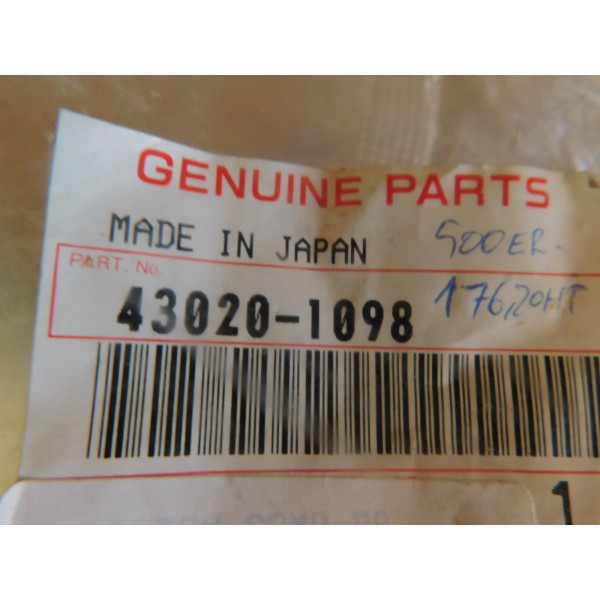 GENUINE PARTS
MADE IN JAPAN
500ER-
PART. No.
43020-1098
176,20HT
1